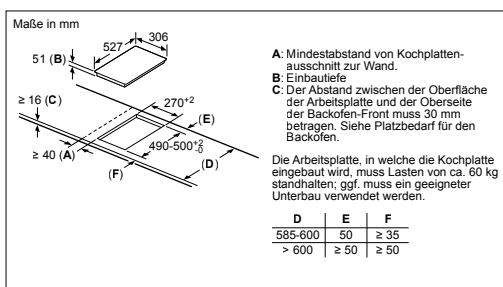 Maße in mm
306
527
51 (B)
≥ 16 (C)
270+2
(E)
490-500+2-0
≥ 40 (A)
(D)
(F)
A: Mindestabstand von Kochplatten-
ausschnitt zur Wand.
B: Einbautiefe
C: Der Abstand zwischen der Oberfläche
der Arbeitsplatte und der Oberseite
der Backofen-Front muss 30 mm
betragen. Siehe Platzbedarf für den
Backofen.
Die Arbeitsplatte, in welche die Kochplatte
eingebaut wird, muss Lasten von ca. 60 kg
standhalten; ggf. muss ein geeigneter
Unterbau verwendet werden.
D E F
585-600 50 ≥ 35
> 600 ≥ 50 ≥ 50